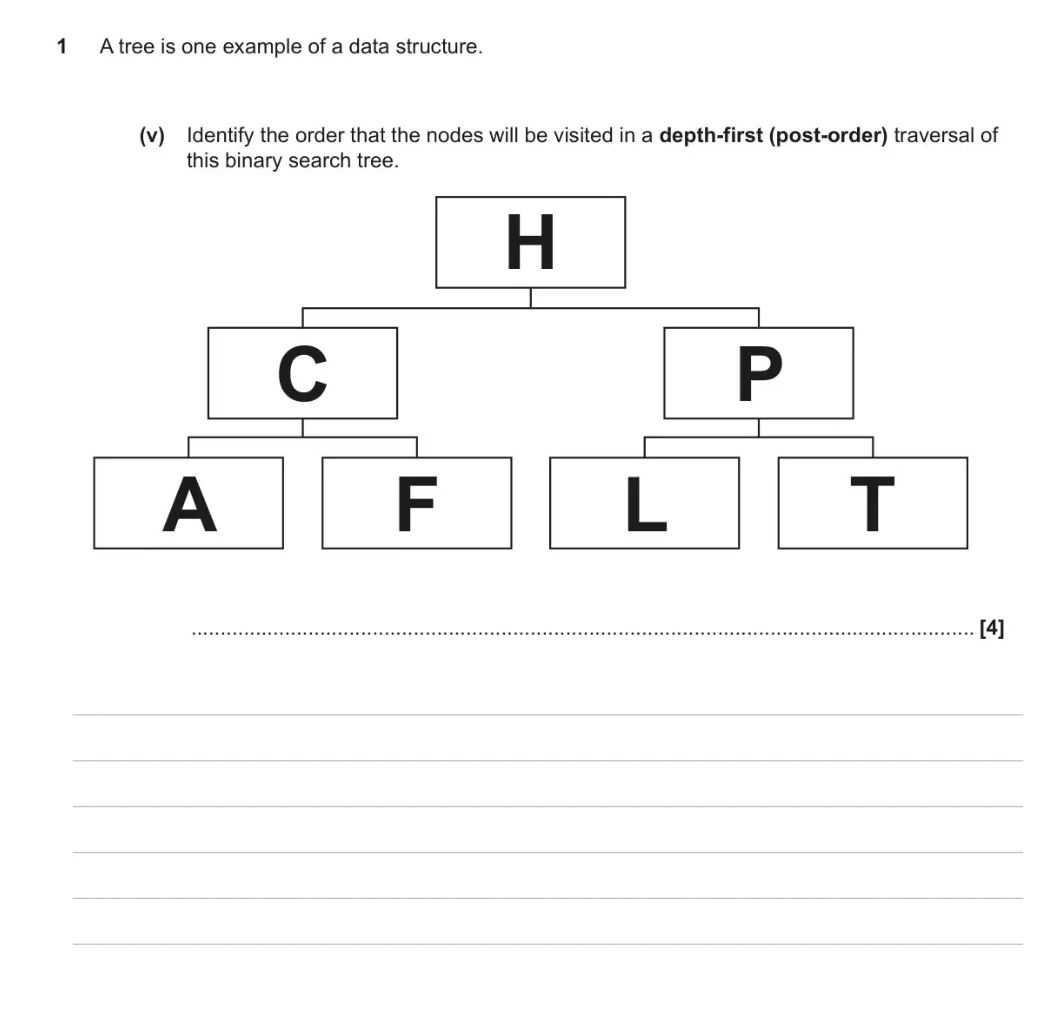 1 A tree is one example of a data structure.
(v) Identify the order that the nodes will be visited in a depth-first (post-order) traversal of
this binary search tree.
H
C P
A F L T
........................................................................................................................................ [4]